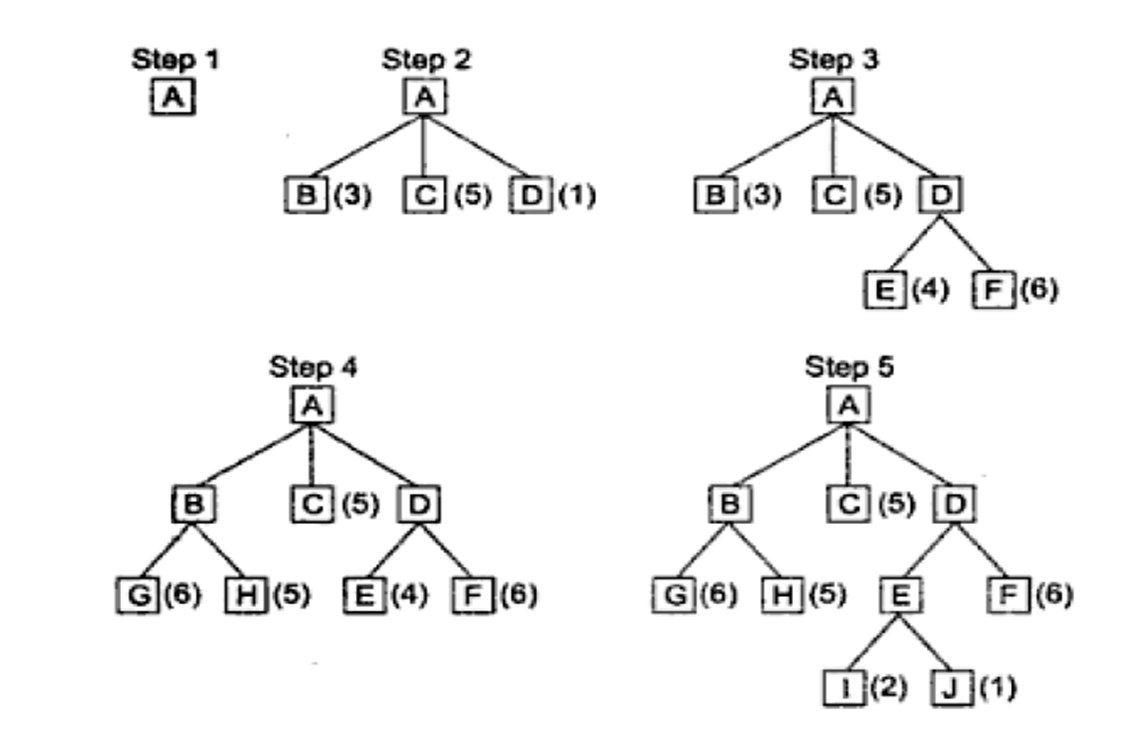 Step 1
A
Step 2
A
B (3) C (5) D (1)
Step 3
A
B (3) C (5) D
E (4) F (6)
Step 4
A
B C (5) D
G (6) H (5) E (4) F (6)
Step 5
A
B C (5) D
G (6) H (5) E F (6)
I (2) J (1)